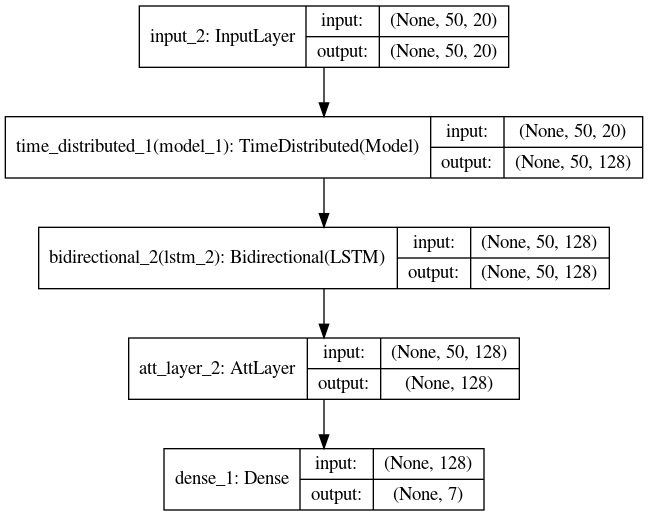 input_2: InputLayer
input: (None, 50, 20)
output: (None, 50, 20)
time_distributed_1(model_1): TimeDistributed(Model)
input: (None, 50, 20)
output: (None, 50, 128)
bidirectional_2(lstm_2): Bidirectional(LSTM)
input: (None, 50, 128)
output: (None, 50, 128)
att_layer_2: AttLayer
input: (None, 50, 128)
output: (None, 128)
dense_1: Dense
input: (None, 128)
output: (None, 7)